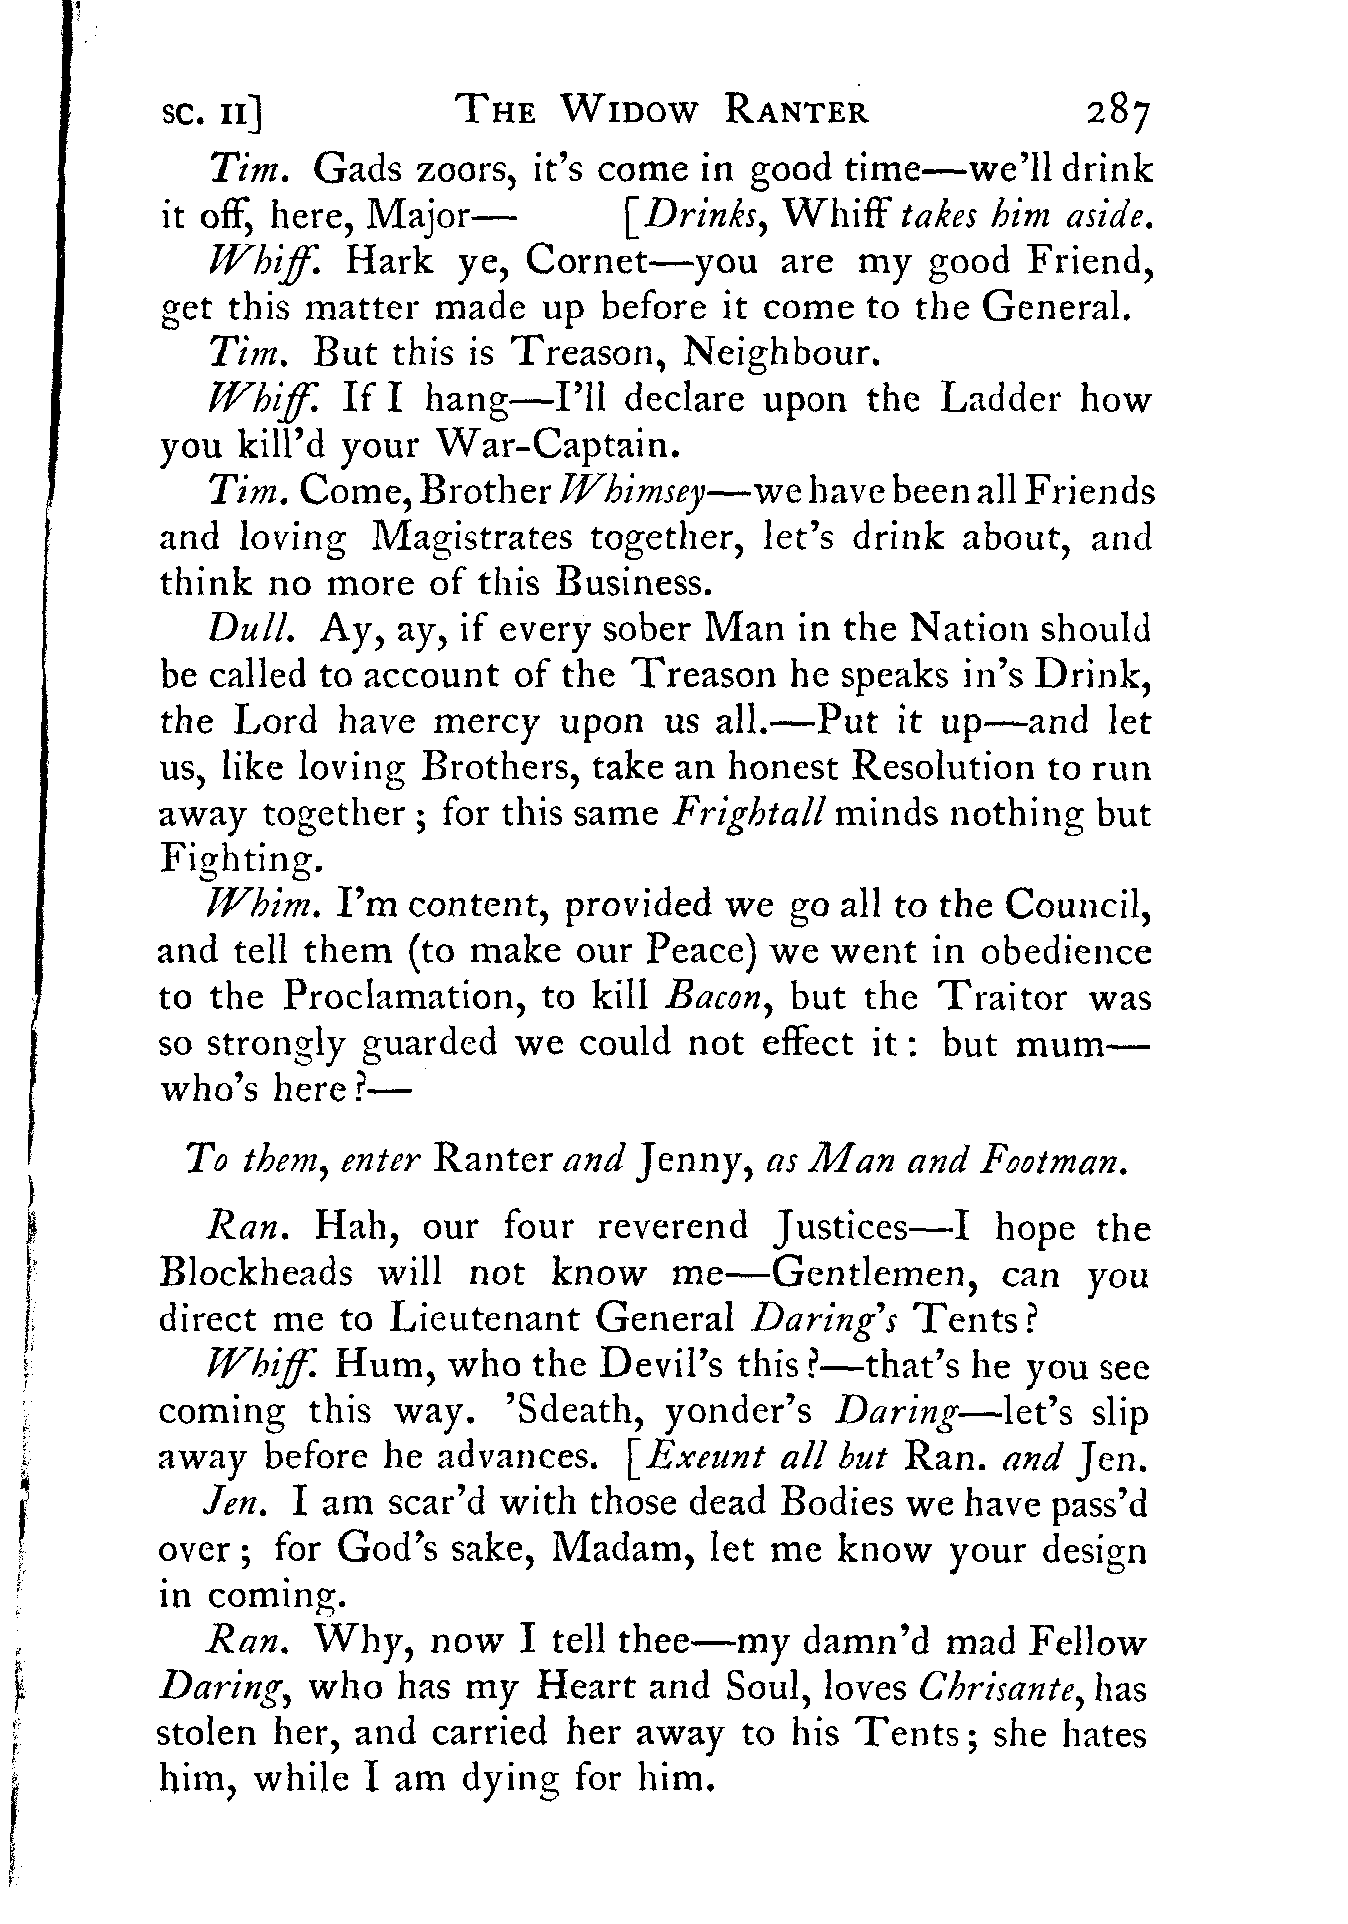 SC. II] THE WIDOW RANTER 287
Tim. Gads zoors, it's come in good time—we'll drink
it off, here, Major— [Drinks, Whiff takes him aside.
Whiff. Hark ye, Cornet—you are my good Friend,
get this matter made up before it come to the General.
Tim. But this is Treason, Neighbour.
Whiff. If I hang—I'll declare upon the Ladder how
you kill'd your War-Captain.
Tim. Come, Brother Whimsey—we have been all Friends
and loving Magistrates together, let's drink about, and
think no more of this Business.
Dull. Ay, ay, if every sober Man in the Nation should
be called to account of the Treason he speaks in's Drink,
the Lord have mercy upon us all.—Put it up—and let
us, like loving Brothers, take an honest Resolution to run
away together; for this same Frightall minds nothing but
Fighting.
Whim. I'm content, provided we go all to the Council,
and tell them (to make our Peace) we went in obedience
to the Proclamation, to kill Bacon, but the Traitor was
so strongly guarded we could not effect it: but mum—
who's here?—
To them, enter Ranter and Jenny, as Man and Footman.
Ran. Hah, our four reverend Justices—I hope the
Blockheads will not know me—Gentlemen, can you
direct me to Lieutenant General Daring's Tents?
Whiff. Hum, who the Devil's this?—that's he you see
coming this way. 'Sdeath, yonder's Daring—let's slip
away before he advances. [Exeunt all but Ran. and Jen.
Jen. I am scar'd with those dead Bodies we have pass'd
over; for God's sake, Madam, let me know your design
in coming.
Ran. Why, now I tell thee—my damn'd mad Fellow
Daring, who has my Heart and Soul, loves Chrisante, has
stolen her, and carried her away to his Tents; she hates
him, while I am dying for him.